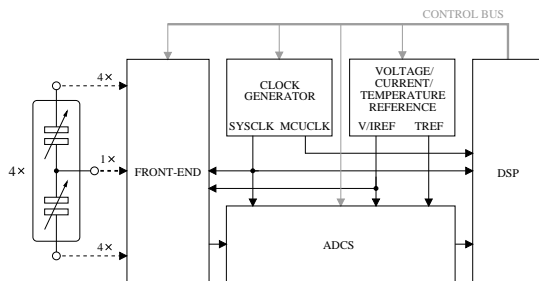 CONTROL BUS
4×
CLOCK
GENERATOR
SYSCLK MCUCLK
VOLTAGE/
CURRENT/
TEMPERATURE
REFERENCE
V/IREF TREF
4×
1×
FRONT-END
DSP
ADCS
4×